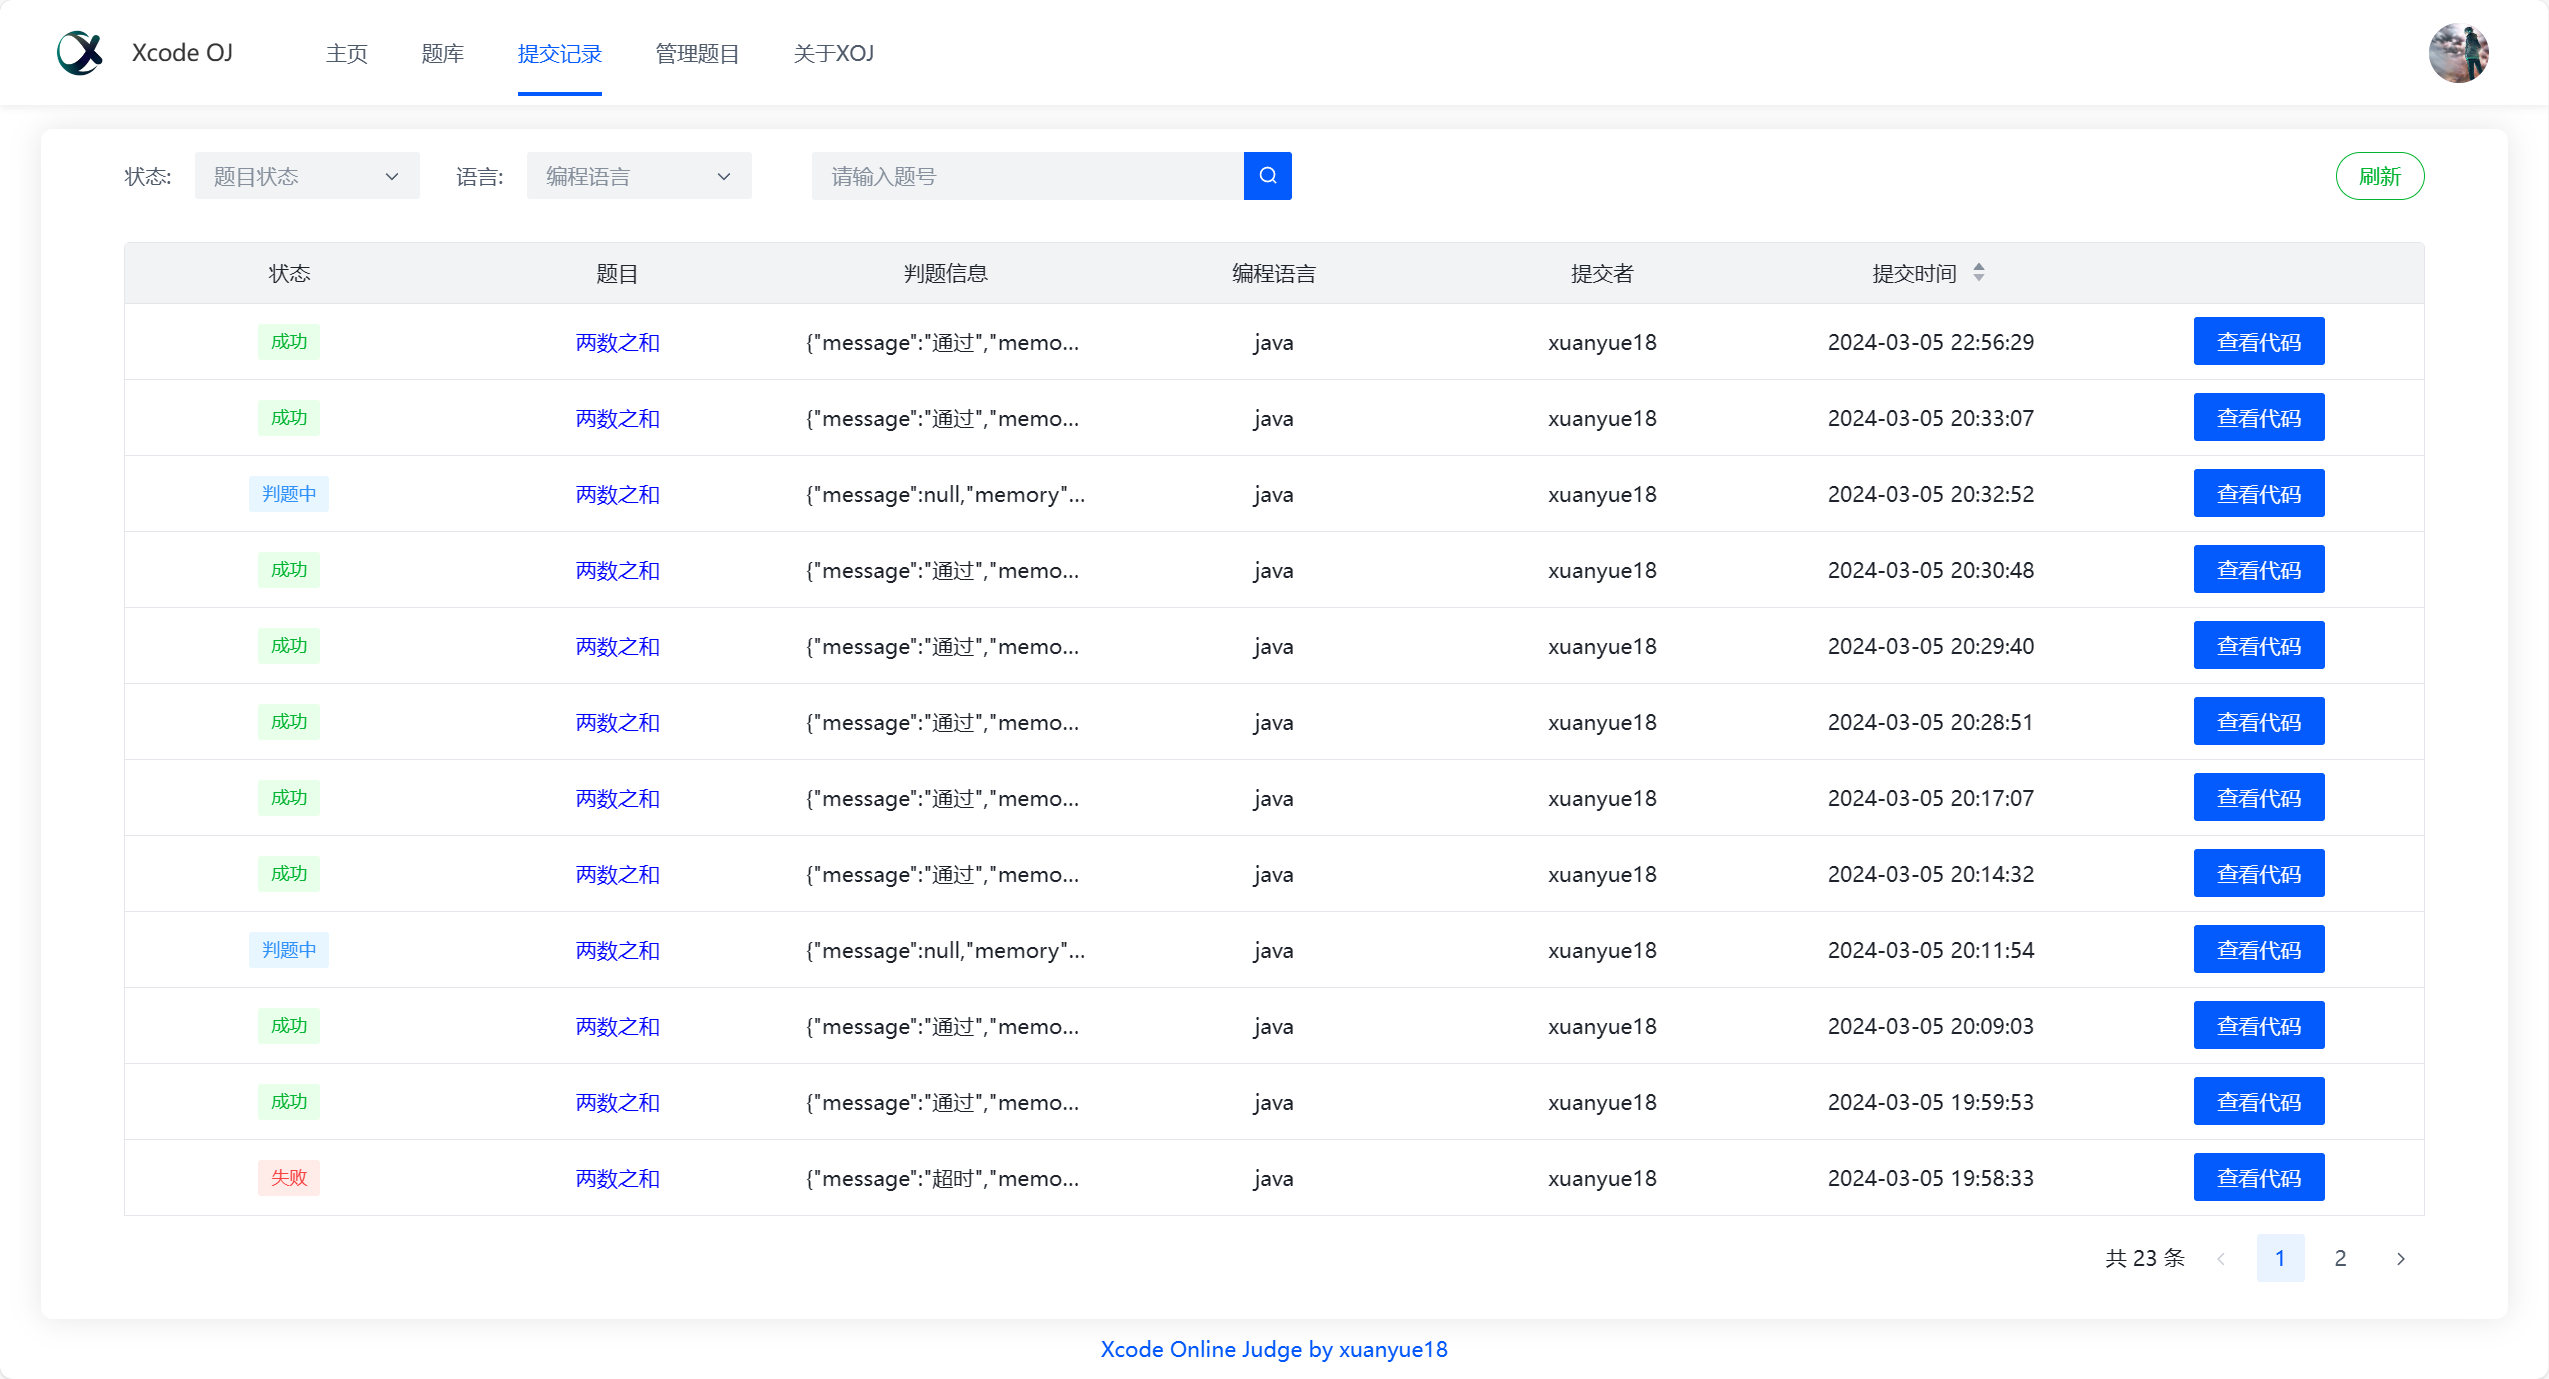 Xcode OJ 主页 题库 提交记录 管理题目 关于XOJ
状态: 题目状态 语言: 编程语言 请输入题号 刷新
状态 题目 判题信息 编程语言 提交者 提交时间
成功 两数之和 {"message":"通过","memo... java xuanyue18 2024-03-05 22:56:29 查看代码
成功 两数之和 {"message":"通过","memo... java xuanyue18 2024-03-05 20:33:07 查看代码
判题中 两数之和 {"message":null,"memory"... java xuanyue18 2024-03-05 20:32:52 查看代码
成功 两数之和 {"message":"通过","memo... java xuanyue18 2024-03-05 20:30:48 查看代码
成功 两数之和 {"message":"通过","memo... java xuanyue18 2024-03-05 20:29:40 查看代码
成功 两数之和 {"message":"通过","memo... java xuanyue18 2024-03-05 20:28:51 查看代码
成功 两数之和 {"message":"通过","memo... java xuanyue18 2024-03-05 20:17:07 查看代码
成功 两数之和 {"message":"通过","memo... java xuanyue18 2024-03-05 20:14:32 查看代码
判题中 两数之和 {"message":null,"memory"... java xuanyue18 2024-03-05 20:11:54 查看代码
成功 两数之和 {"message":"通过","memo... java xuanyue18 2024-03-05 20:09:03 查看代码
成功 两数之和 {"message":"通过","memo... java xuanyue18 2024-03-05 19:59:53 查看代码
失败 两数之和 {"message":"超时","memo... java xuanyue18 2024-03-05 19:58:33 查看代码
共 23 条 1 2
Xcode Online Judge by xuanyue18